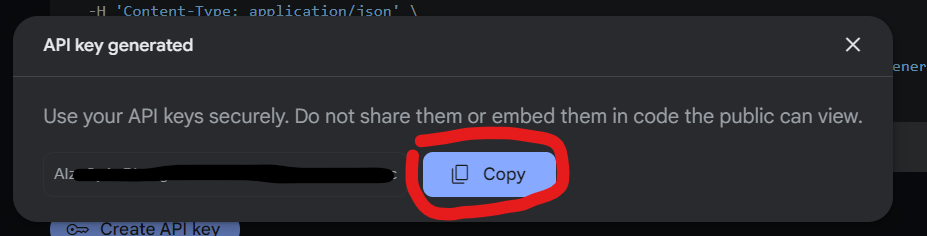 -H 'Content-Type: application/json' \
API key generated
ener
Use your API keys securely. Do not share them or embed them in code the public can view.
Copy
Create API key